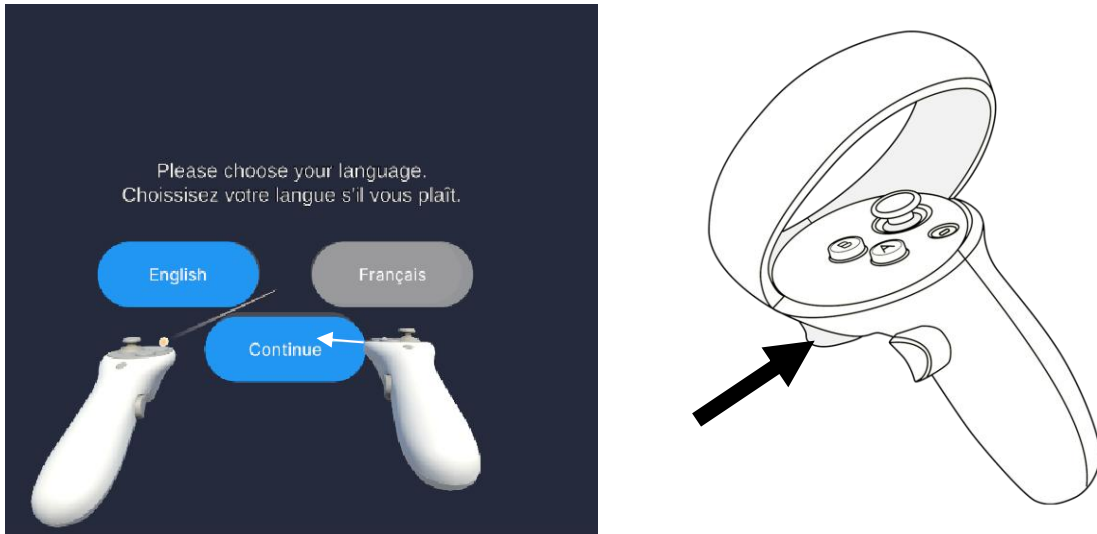 Please choose your language.
Choissisez votre langue s'il vous plaît.
English
Français
Continue
B
A